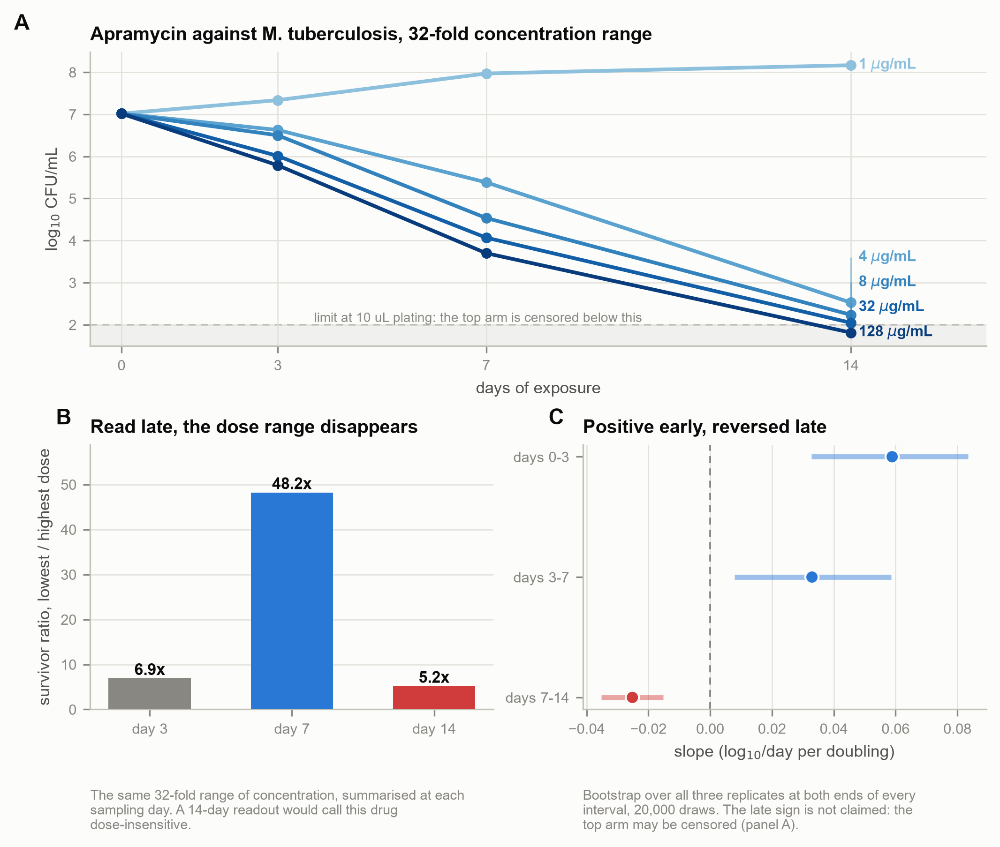 A
Apramycin against M. tuberculosis, 32-fold concentration range
log₁₀ CFU/mL
8
7
6
5
4
3
2
1 μg/mL
4 μg/mL
8 μg/mL
32 μg/mL
128 μg/mL
limit at 10 uL plating: the top arm is censored below this
0
3
7
14
days of exposure
B
Read late, the dose range disappears
survivor ratio, lowest / highest dose
50
40
30
20
10
0
6.9x
48.2x
5.2x
day 3
day 7
day 14
The same 32-fold range of concentration, summarised at each
sampling day. A 14-day readout would call this drug
dose-insensitive.
C
Positive early, reversed late
days 0-3
days 3-7
days 7-14
−0.04
−0.02
0.00
0.02
0.04
0.06
0.08
slope (log₁₀/day per doubling)
Bootstrap over all three replicates at both ends of every
interval, 20,000 draws. The late sign is not claimed: the
top arm may be censored (panel A).